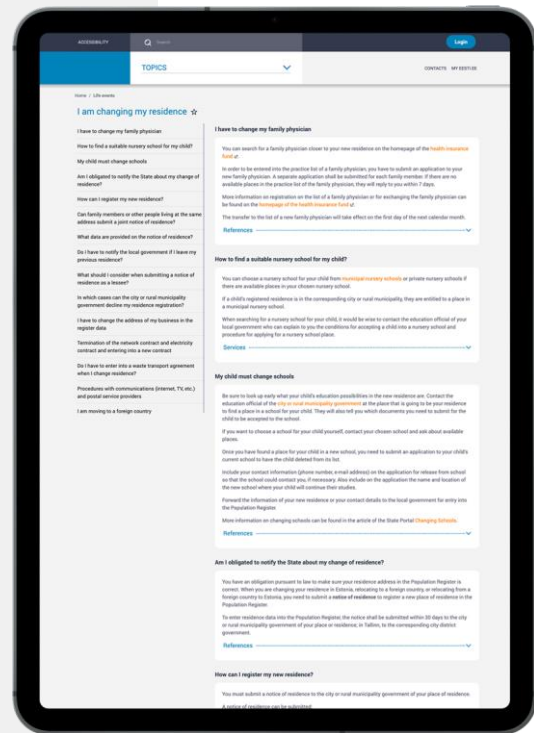 ACCESSIBILITY
Search
Login
TOPICS
CONTACTS MY EESTI.EE
Home / Life events
I am changing my residence
I have to change my family physician
How to find a suitable nursery school for my child?
My child must change schools
Am I obligated to notify the State about my change of
residence?
How can I register my new residence?
Can family members or other people living at the same
address submit a joint notice of residence?
What data are provided on the notice of residence?
Do I have to notify the local government if I leave my
previous residence?
What should I consider when submitting a notice of
residence as a lessee?
In which cases can the city or rural municipality
government decline my residence registration?
I have to change the address of my business in the
register data
Termination of the network contract and electricity
contract and entering into a new contract
Do I have to enter into a waste transport agreement
when I change residence?
Procedures with communications (internet, TV, etc.)
and postal service providers
I am moving to a foreign country
I have to change my family physician
You can search for a family physician closer to your new residence on the homepage of the health insurance
fund
In order to be entered into the practice list of a family physician, you have to submit an application to your
new family physician. A separate application shall be submitted for each family member. If there are no
available places in the practice list of the family physician, they will reply to you within 7 days.
More information on registration on the list of a family physician or for exchanging the family physician can
be found on the homepage of the health insurance fund
The transfer to the list of a new family physician will take effect on the first day of the next calendar month.
References
How to find a suitable nursery school for my child?
You can choose a nursery school for your child from municipal nursery schools or private nursery schools if
there are available places in your chosen nursery school.
If a child's registered residence is in the corresponding city or rural municipality, they are entitled to a place in
a municipal nursery school.
When searching for a nursery school for your child, it would be wise to contact the education official of your
local government who can explain to you the conditions for accepting a child into a nursery school and
procedure for applying for a nursery school place.
Services
My child must change schools
Be sure to look up early what your child's education possibilities in the new residence are. Contact the
education official of the city or rural municipality government at the place that is going to be your residence
to find a place in a school for your child. They will also tell you which documents you need to submit for the
child to be accepted to the school.
If you want to choose a school for your child yourself, contact your chosen school and ask about available
places.
Once you have found a place for your child in a new school, you need to submit an application to your child's
current school to have the child deleted from its list.
Include your contact information (phone number, e-mail address) on the application for release from school
so that the school could contact you, if necessary. Also include on the application the name and location of
the new school where your child will continue their studies.
Forward the information of your new residence or your contact details to the local government for entry into
the Population Register
More information on changing schools can be found in the article of the State Portal Changing Schools.
References
Am I obligated to notify the State about my change of residence?
You have an obligation pursuant to law to make sure your residence address in the Population Register is
correct. When you are changing your residence in Estonia, relocating to a foreign country, or relocating from a
foreign country to Estonia, you need to submit a notice of residence to register a new place of residence in the
Population Register.
To enter residence data into the Population Register, the notice shall be submitted within 30 days to the city
or rural municipality government of your place or residence; in Tallinn, to the corresponding city district
government.
References
How can I register my new residence?
You must submit a notice of residence to the city or rural municipality government of your place of residence.
A notice of residence can be submitted